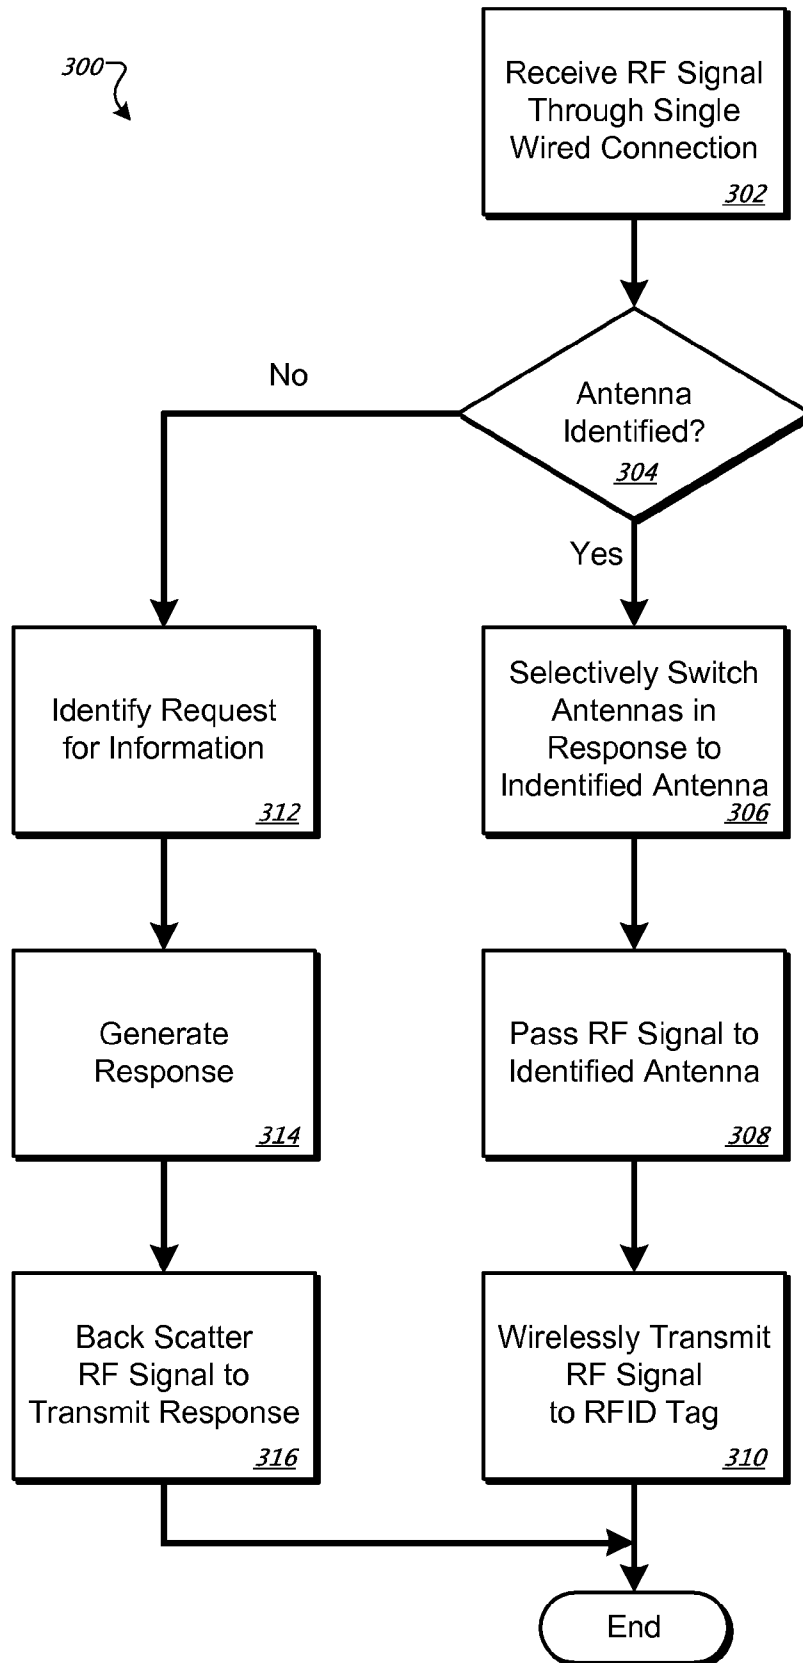 300
Receive RF Signal
Through Single
Wired Connection
302
Antenna
Identified?
304
No
Yes
Identify Request
for Information
312
Selectively Switch
Antennas in
Response to
Indentified Antenna
306
Generate
Response
314
Pass RF Signal to
Identified Antenna
308
Back Scatter
RF Signal to
Transmit Response
316
Wirelessly Transmit
RF Signal
to RFID Tag
310
End